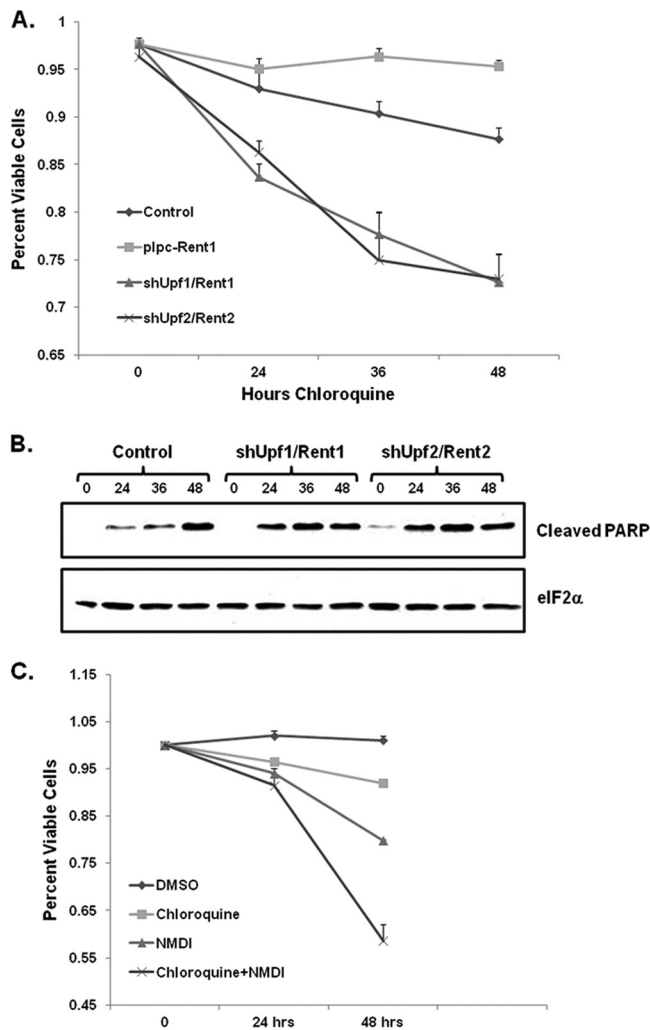 A.
Percent Viable Cells
1
0.95
0.9
0.85
0.8
0.75
0.7
0.65
Control
plpc-Rent1
shUpf1/Rent1
shUpf2/Rent2
0 24 36 48
Hours Chloroquine
B.
Control shUpf1/Rent1 shUpf2/Rent2
0 24 36 48 0 24 36 48 0 24 36 48
Cleaved PARP
eIF2α
C.
Percent Viable Cells
1.15
1.05
0.95
0.85
0.75
0.65
0.55
0.45
DMSO
Chloroquine
NMDI
Chloroquine+NMDI
0 24 hrs 48 hrs